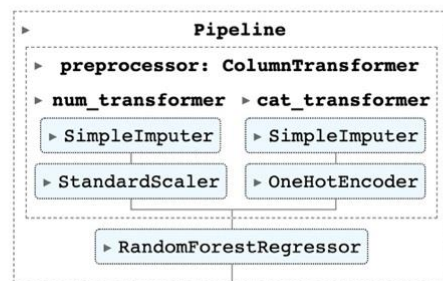 Pipeline
preprocessor: ColumnTransformer
num_transformer cat_transformer
SimpleImputer SimpleImputer
StandardScaler OneHotEncoder
RandomForestRegressor